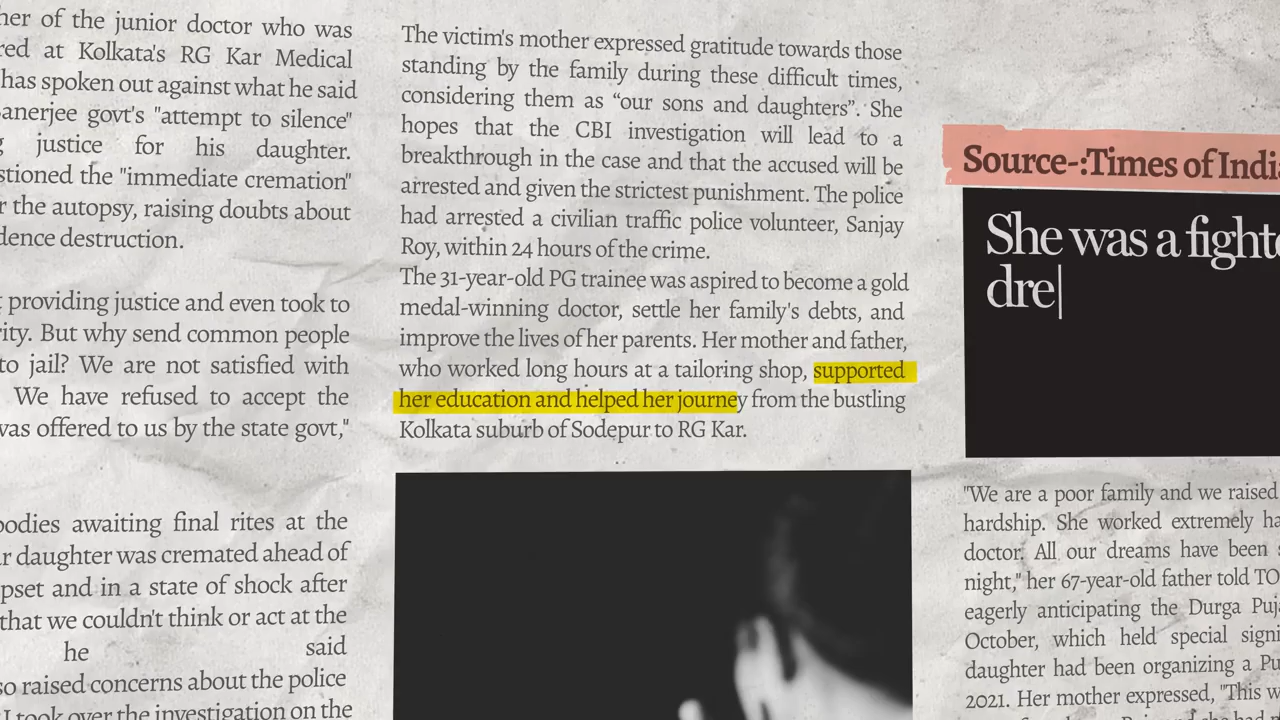 her of the junior doctor who was
red at Kolkata's RG Kar Medical
has spoken out against what he said
anerjee govt's "attempt to silence"
g justice for his daughter.
stioned the "immediate cremation"
r the autopsy, raising doubts about
dence destruction.
providing justice and even took to
rity. But why send common people
to jail? We are not satisfied with
We have refused to accept the
was offered to us by the state govt,"
bodies awaiting final rites at the
ur daughter was cremated ahead of
pset and in a state of shock after
that we couldn't think or act at the
he said
so raised concerns about the police
I took over the investigation on the
The victim's mother expressed gratitude towards those
standing by the family during these difficult times,
considering them as “our sons and daughters”. She
hopes that the CBI investigation will lead to a
breakthrough in the case and that the accused will be
arrested and given the strictest punishment. The police
had arrested a civilian traffic police volunteer, Sanjay
Roy, within 24 hours of the crime.
The 31-year-old PG trainee was aspired to become a gold
medal-winning doctor, settle her family's debts, and
improve the lives of her parents. Her mother and father,
who worked long hours at a tailoring shop, supported
her education and helped her journey from the bustling
Kolkata suburb of Sodepur to RG Kar.
Source-:Times of India
She was a fighte
dre
"We are a poor family and we raised
hardship. She worked extremely ha
doctor. All our dreams have been s
night," her 67-year-old father told TO
eagerly anticipating the Durga Puj
October, which held special signi
daughter had been organizing a Pu
2021. Her mother expressed, "This w